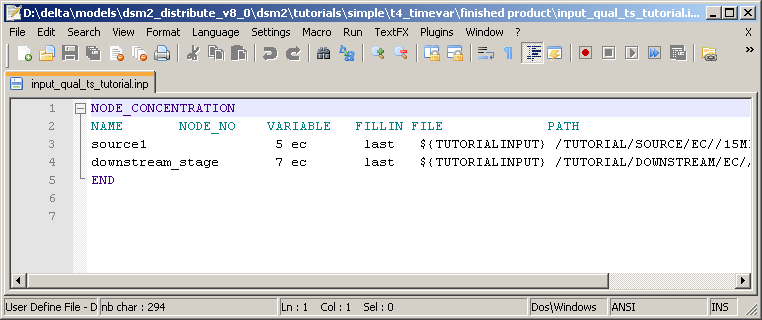 D:\delta\models\dsm2_distribute_v8_0\dsm2\tutorials\simple\t4_timevar\finished product\input_qual_ts_tutorial.i...
File Edit Search View Format Language Settings Macro Run TextFX Plugins Window ? X
input_qual_ts_tutorial.inp
1 NODE_CONCENTRATION
2 NAME NODE_NO VARIABLE FILLIN FILE PATH
3 source1 5 ec last ${TUTORIALINPUT} /TUTORIAL/SOURCE/EC//15MI
4 downstream_stage 7 ec last ${TUTORIALINPUT} /TUTORIAL/DOWNSTREAM/EC/
5 END
6
7
User Define File - D nb char : 294 Ln : 1 Col : 1 Sel : 0 Dos\Windows ANSI INS